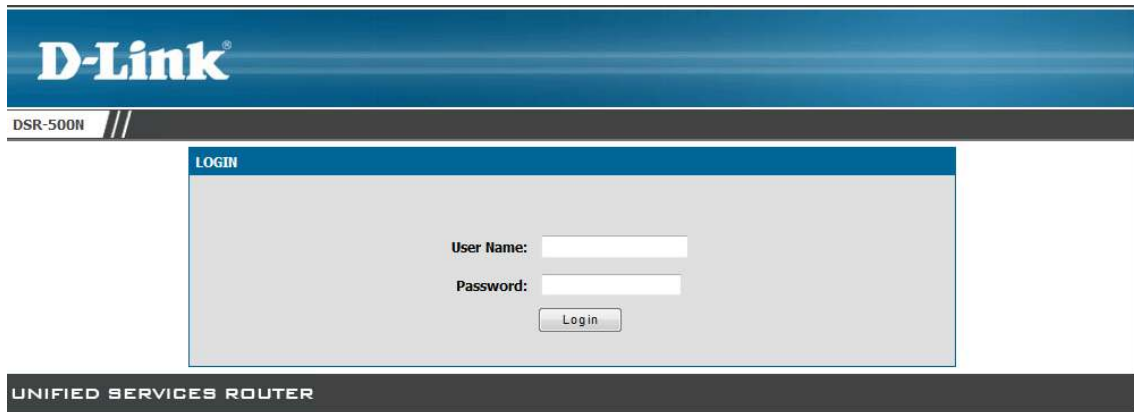 D-Link®
DSR-500N
LOGIN
User Name:
Password:
Login
UNIFIED SERVICES ROUTER